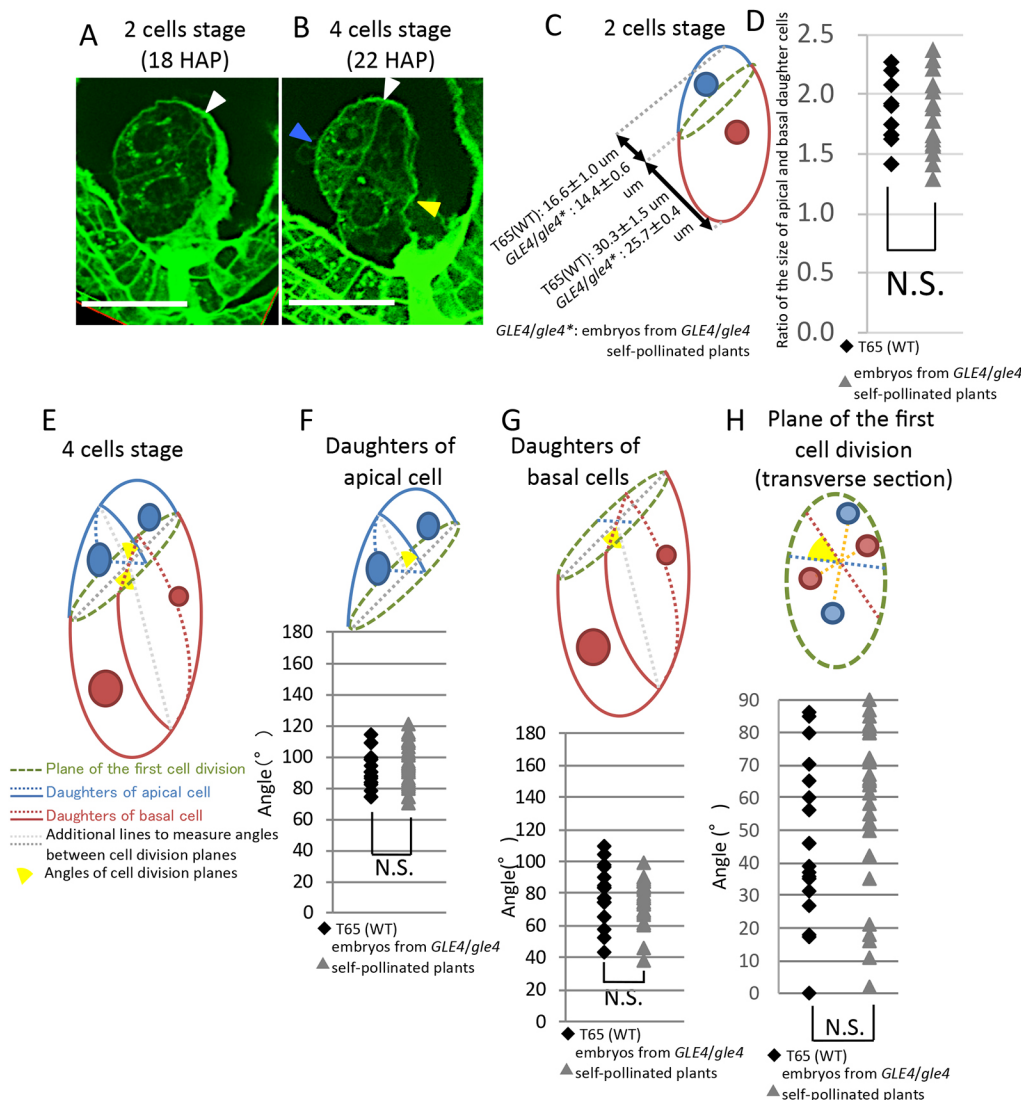 A
2 cells stage
(18 HAP)
B
4 cells stage
(22 HAP)
C
2 cells stage
T65(WT): 16.6±1.0 um
GLE4/gle4* : 14.4±0.6
um
T65(WT): 30.3±1.5 um
GLE4/gle4* : 25.7±0.4
um
GLE4/gle4*: embryos from GLE4/gle4
self-pollinated plants
D
Ratio of the size of apical and basal daughter cells
2.5
2.0
1.5
1.0
0.5
0.0
N.S.
T65 (WT)
embryos from GLE4/gle4
self-pollinated plants
E
4 cells stage
Plane of the first cell division
Daughters of apical cell
Daughters of basal cell
Additional lines to measure angles
between cell division planes
Angles of cell division planes
F
Daughters of
apical cell
Angle(°)
180
160
140
120
100
80
60
40
20
0
N.S.
T65 (WT)
embryos from GLE4/gle4
self-pollinated plants
G
Daughters of
basal cells
Angle(°)
180
160
140
120
100
80
60
40
20
0
N.S.
T65 (WT)
embryos from GLE4/gle4
self-pollinated plants
H
Plane of the first
cell division
(transverse section)
Angle(°)
90
80
70
60
50
40
30
20
10
0
N.S.
T65 (WT)
embryos from GLE4/gle4
self-pollinated plants